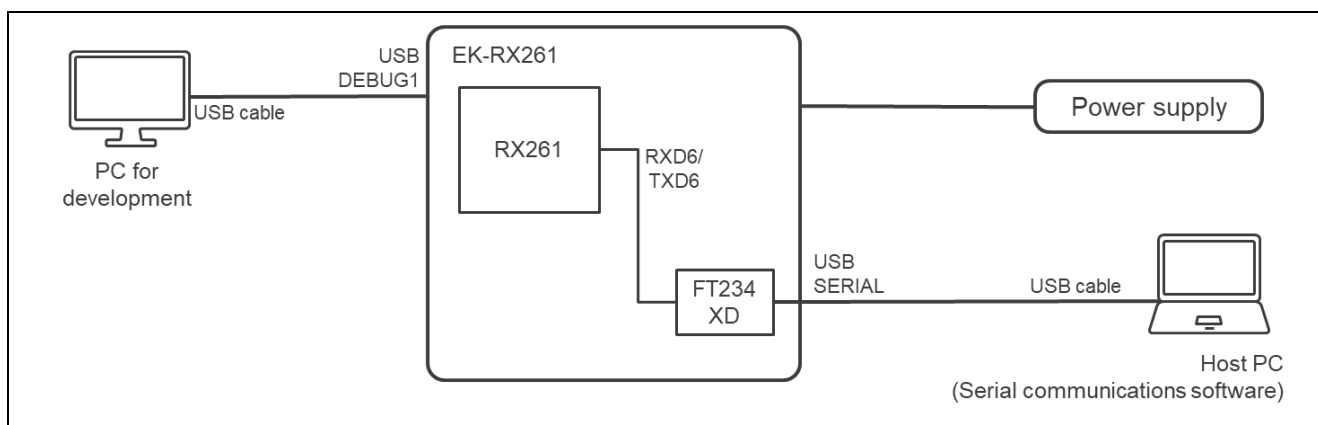 USB
DEBUG1
USB cable
PC for
development
EK-RX261
RX261
RXD6/
TXD6
FT234
XD
Power supply
USB
SERIAL
USB cable
Host PC
(Serial communications software)